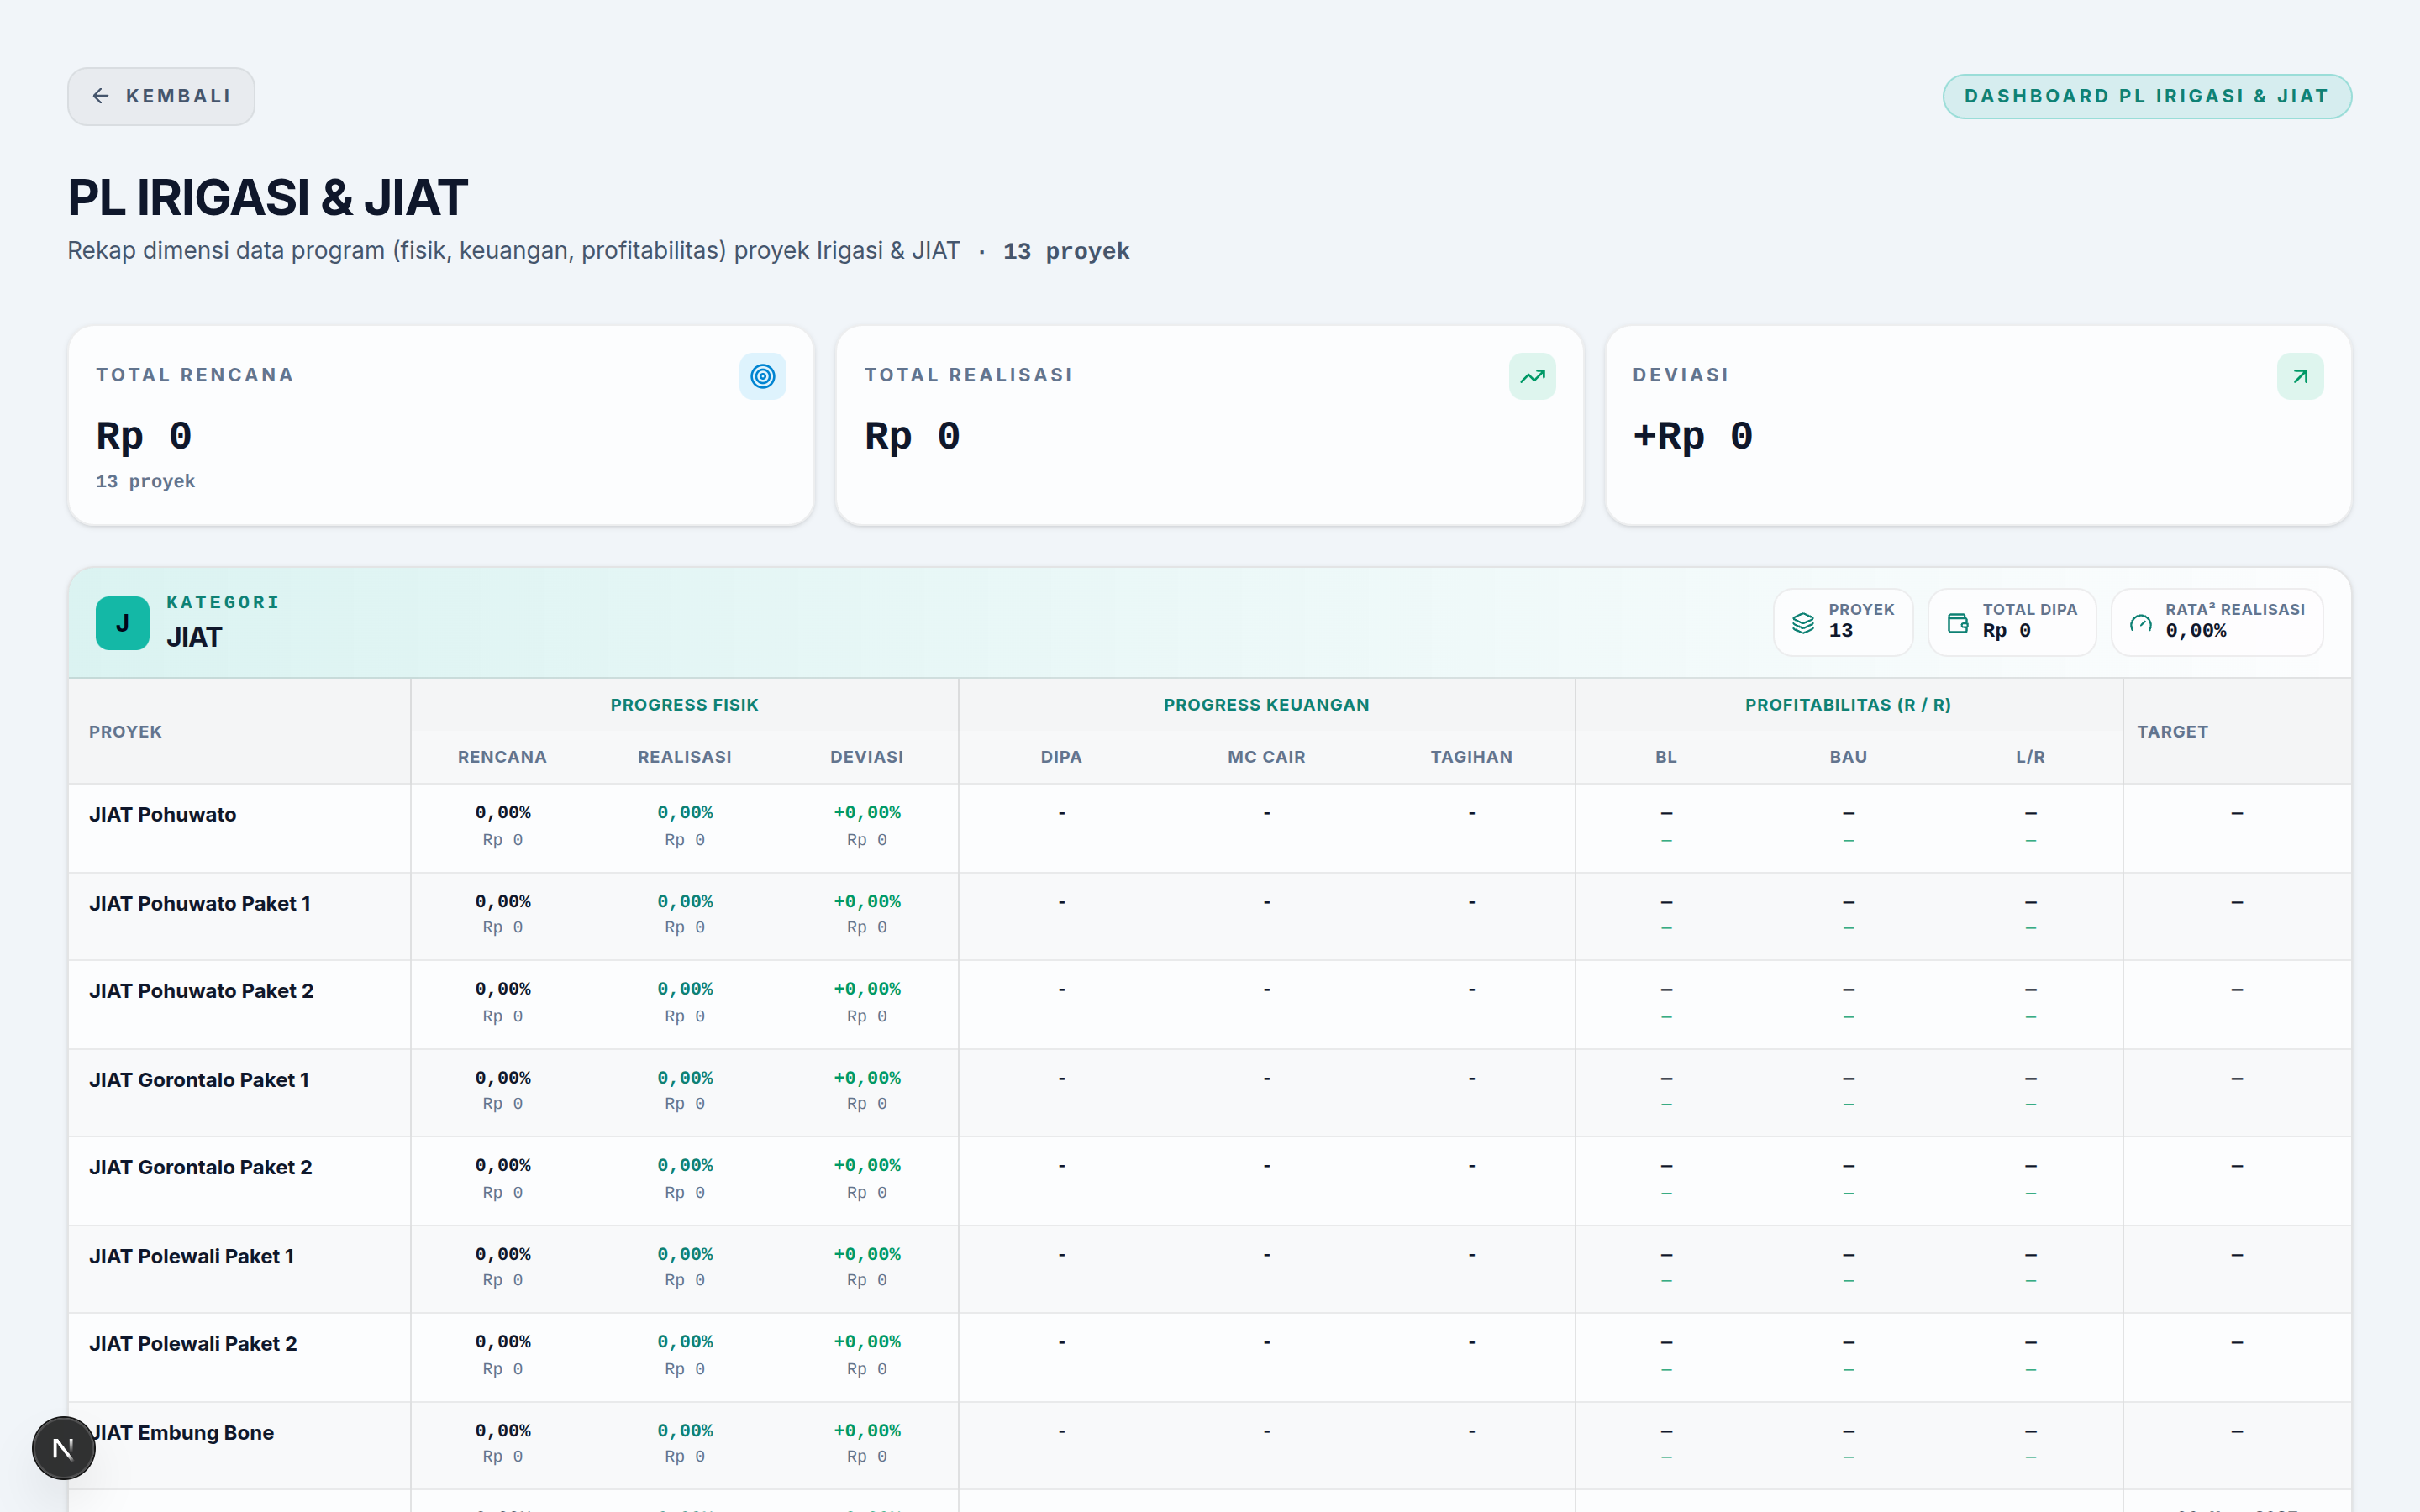 ← KEMBALI
DASHBOARD PL IRIGASI & JIAT
PL IRIGASI & JIAT
Rekap dimensi data program (fisik, keuangan, profitabilitas) proyek Irigasi & JIAT · 13 proyek
TOTAL RENCANA
Rp 0
13 proyek
TOTAL REALISASI
Rp 0
DEVIASI
+Rp 0
J
KATEGORI
JIAT
PROYEK
13
TOTAL DIPA
Rp 0
RATA² REALISASI
0,00%
PROYEK PROGRESS FISIK PROGRESS KEUANGAN PROFITABILITAS (R / R) TARGET
RENCANA REALISASI DEVIASI DIPA MC CAIR TAGIHAN BL BAU L/R
JIAT Pohuwato 0,00% 0,00% +0,00% - - - — — — —
Rp 0 Rp 0 Rp 0 — — —
JIAT Pohuwato Paket 1 0,00% 0,00% +0,00% - - - — — — —
Rp 0 Rp 0 Rp 0 — — —
JIAT Pohuwato Paket 2 0,00% 0,00% +0,00% - - - — — — —
Rp 0 Rp 0 Rp 0 — — —
JIAT Gorontalo Paket 1 0,00% 0,00% +0,00% - - - — — — —
Rp 0 Rp 0 Rp 0 — — —
JIAT Gorontalo Paket 2 0,00% 0,00% +0,00% - - - — — — —
Rp 0 Rp 0 Rp 0 — — —
JIAT Polewali Paket 1 0,00% 0,00% +0,00% - - - — — — —
Rp 0 Rp 0 Rp 0 — — —
JIAT Polewali Paket 2 0,00% 0,00% +0,00% - - - — — — —
Rp 0 Rp 0 Rp 0 — — —
JIAT Embung Bone 0,00% 0,00% +0,00% - - - — — — —
Rp 0 Rp 0 Rp 0 — — —
N